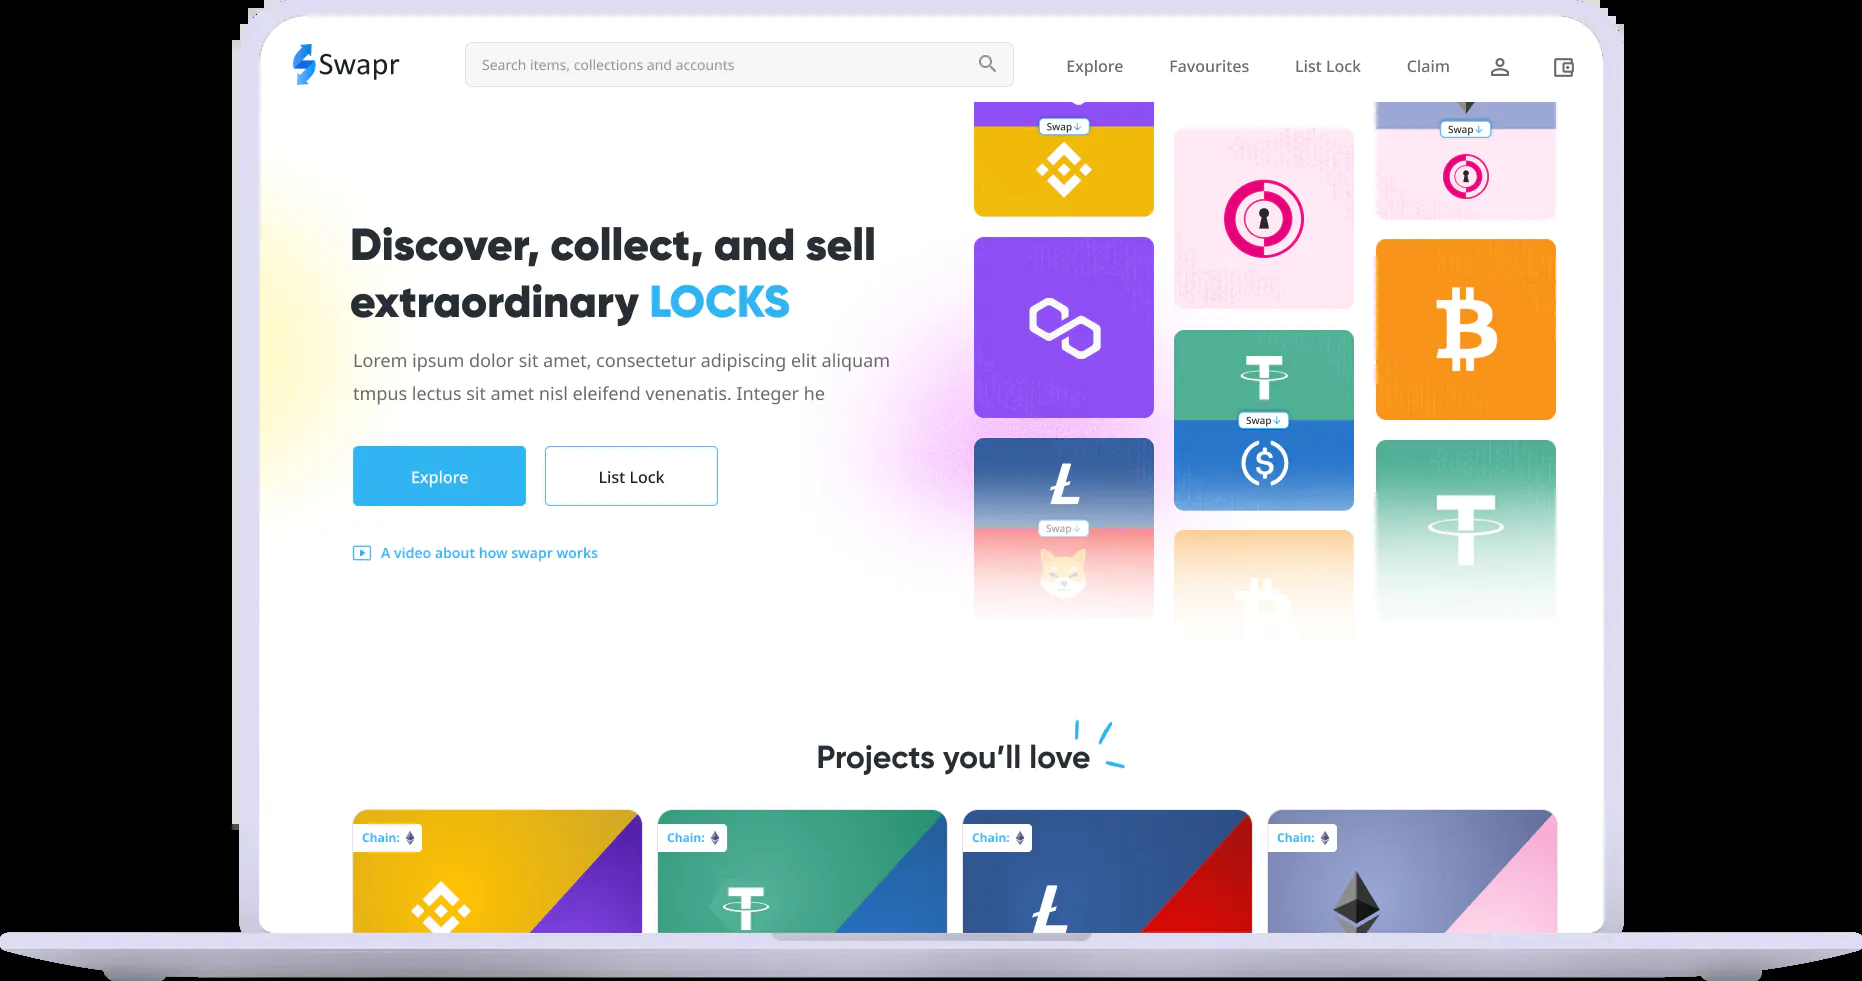 Swapr
Search items, collections and accounts
Explore
Favourites
List Lock
Claim
Swap↓
Swap↓
Discover, collect, and sell
extraordinary LOCKS
Lorem ipsum dolor sit amet, consectetur adipiscing elit aliquam
tmpus lectus sit amet nisl eleifend venenatis. Integer he
Explore
List Lock
A video about how swapr works
Swap↓
Swap↓
Projects you’ll love
Chain:
Chain:
Chain:
Chain: